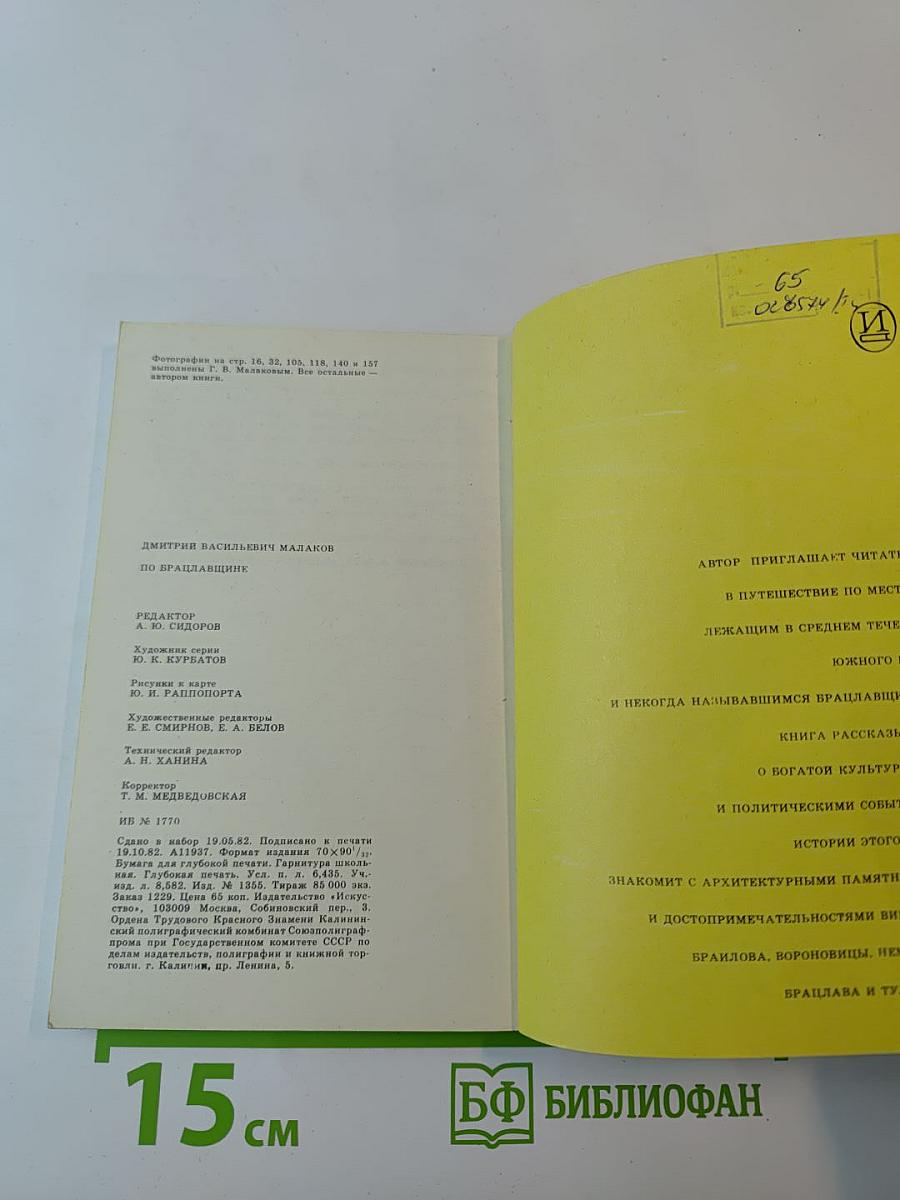 Фотографии на стр. 16, 32, 105, 118, 140 и 157
выполнены Г. В. Малаковым. Все остальные —
автором книги.
ДМИТРИЙ ВАСИЛЬЕВИЧ МАЛАКОВ
ПО БРАЦЛАВЩИНЕ
РЕДАКТОР
А. Ю. СИДОРОВ
Художник серии
Ю. К. КУРБАТОВ
Рисунки к карте
Ю. И. РАППОПОРТА
Художественные редакторы
Е. Е. СМИРНОВ, Е. А. БЕЛОВ
Технический редактор
А. Н. ХАНИНА
Корректор
Т. М. МЕДВЕДОВСКАЯ
ИБ № 1770
Сдано в набор 19.05.82. Подписано к печати
19.10.82. А11937. Формат издания 70×90¹/₃₂.
Бумага для глубокой печати. Гарнитура школь-
ная. Глубокая печать. Усл. п. л. 6,435. Уч.-
изд. л. 8,582. Изд. № 1355. Тираж 85 000 экз.
Заказ 1229. Цена 65 коп. Издательство «Искус-
ство», 103009 Москва, Собиновский пер., 3.
Ордена Трудового Красного Знамени Калинин-
ский полиграфический комбинат Союзполиграф-
прома при Государственном комитете СССР по
делам издательств, полиграфии и книжной тор-
говли. г. Калинин, пр. Ленина, 5.
65
И
АВТОР ПРИГЛАШАЕТ ЧИТАТ
В ПУТЕШЕСТВИЕ ПО МЕСТ
ЛЕЖАЩИМ В СРЕДНЕМ ТЕЧЕ
ЮЖНОГО
И НЕКОГДА НАЗЫВАВШИМСЯ БРАЦЛАВЩИ
КНИГА РАССКАЗЫ
О БОГАТОЙ КУЛЬТУР
И ПОЛИТИЧЕСКИМИ СОБЫТ
ИСТОРИИ ЭТОГО
ЗНАКОМИТ С АРХИТЕКТУРНЫМИ ПАМЯТН
И ДОСТОПРИМЕЧАТЕЛЬНОСТЯМИ ВИ
БРАИЛОВА, ВОРОНОВИЦЫ, НЕМ
БРАЦЛАВА И ТУ
15 см
БФ БИБЛИОФАН